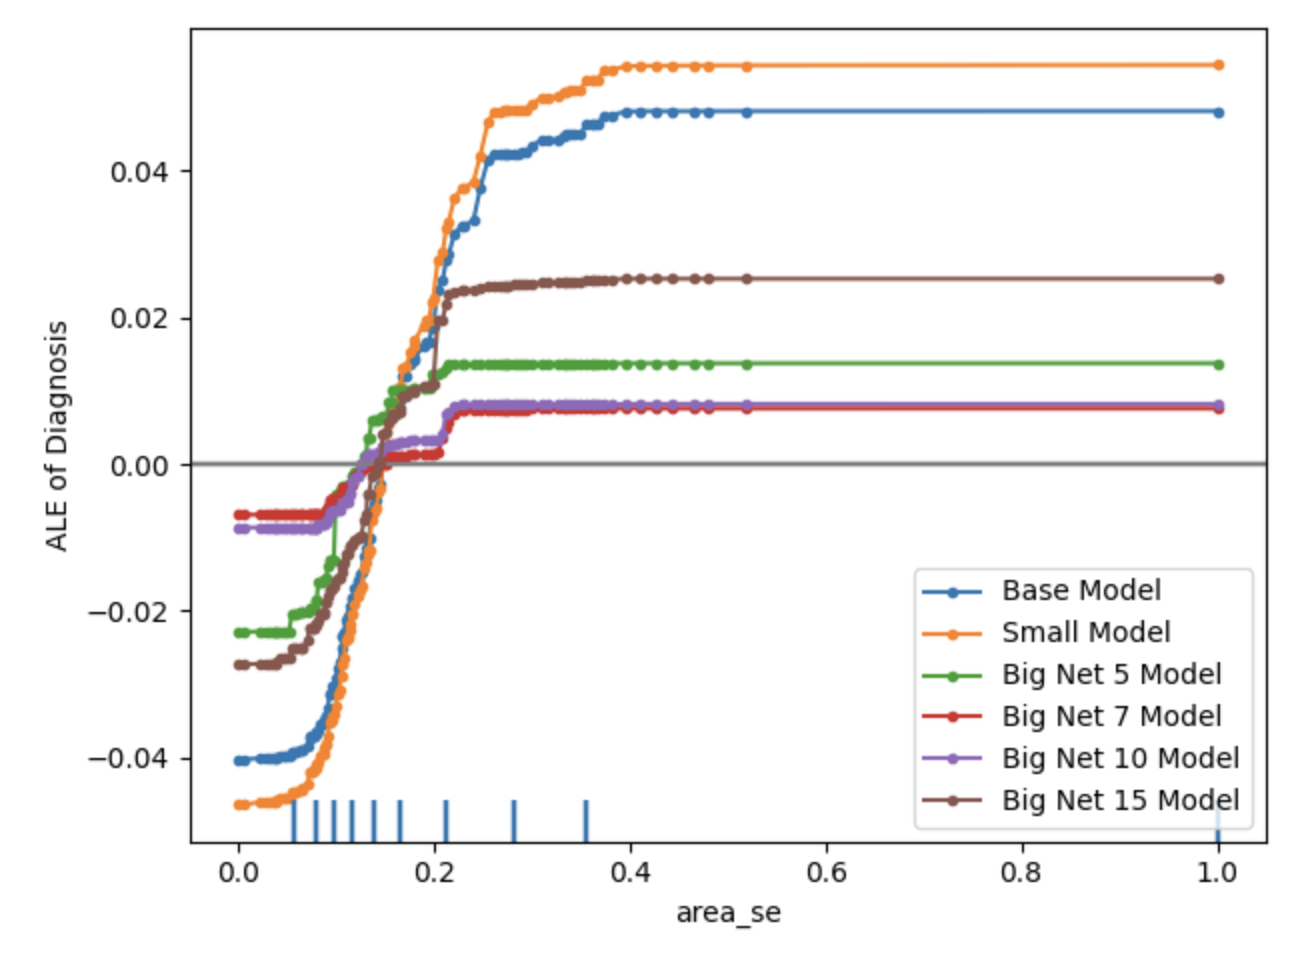 0.04
0.02
0.00
−0.02
−0.04
ALE of Diagnosis
Base Model
Small Model
Big Net 5 Model
Big Net 7 Model
Big Net 10 Model
Big Net 15 Model
0.0 0.2 0.4 0.6 0.8 1.0
area_se